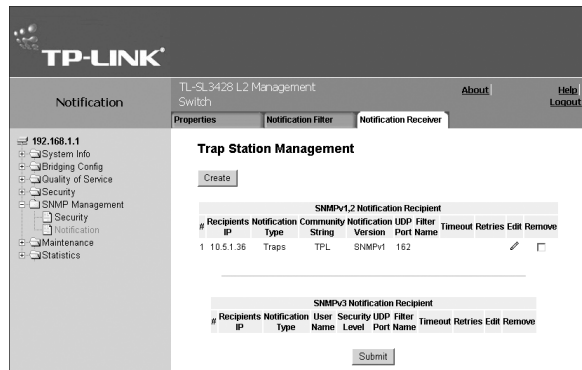 TP-LINK
Notification
TL-SL3428 L2 Management
Switch
About
Help
Logout
Properties
Notification Filter
Notification Receiver
192.168.1.1
System Info
Bridging Config
Quality of Service
Security
SNMP Management
Security
Notification
Maintenance
Statistics
Trap Station Management
Create
SNMPv1,2 Notification Recipient
# Recipients IP Notification Type Community String Notification Version UDP Port Filter Name Timeout Retries Edit Remove
1 10.5.1.36 Traps TPL SNMPv1 162
SNMPv3 Notification Recipient
# Recipients IP Notification Type User Name Security Level UDP Port Filter Name Timeout Retries Edit Remove
Submit